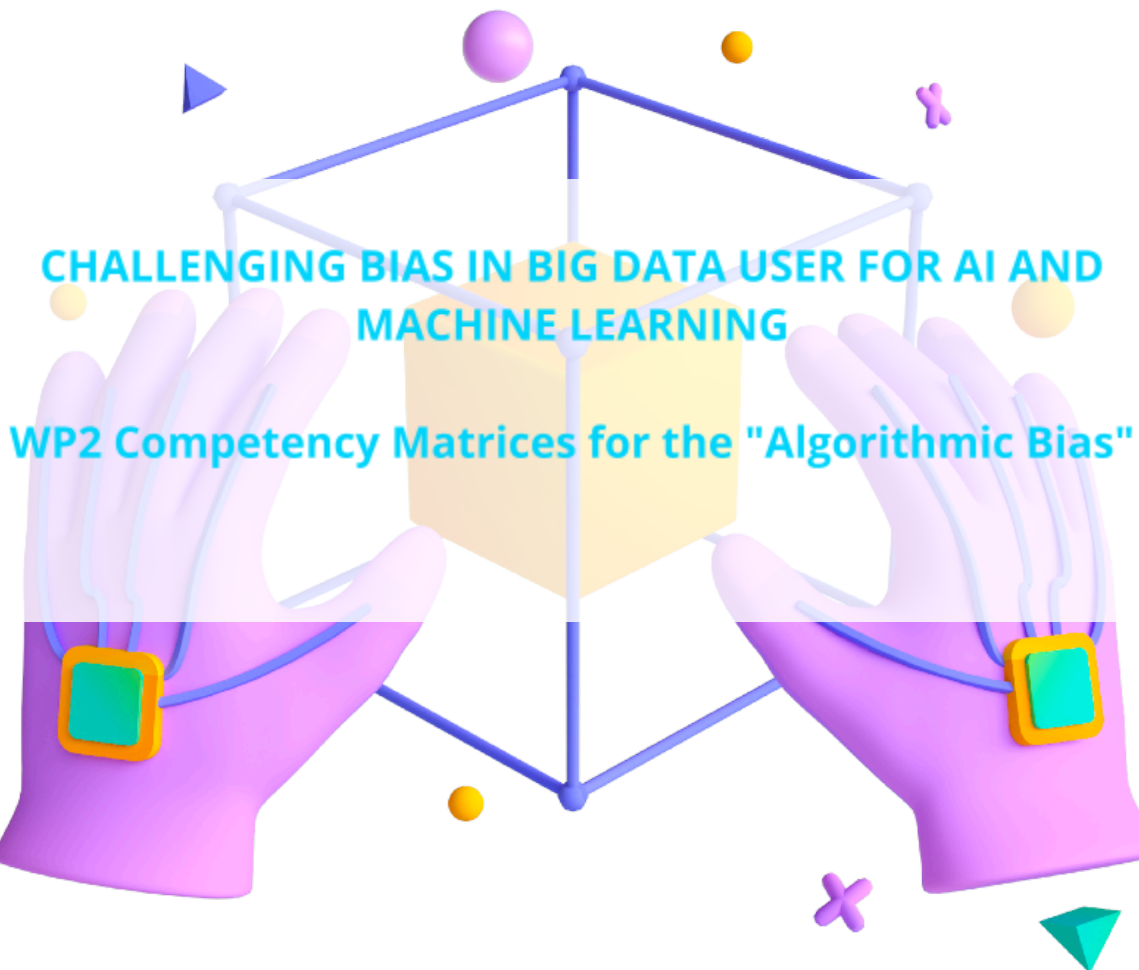 CHALLENGING BIAS IN BIG DATA USER FOR AI AND
MACHINE LEARNING
WP2 Competency Matrices for the "Algorithmic Bias"